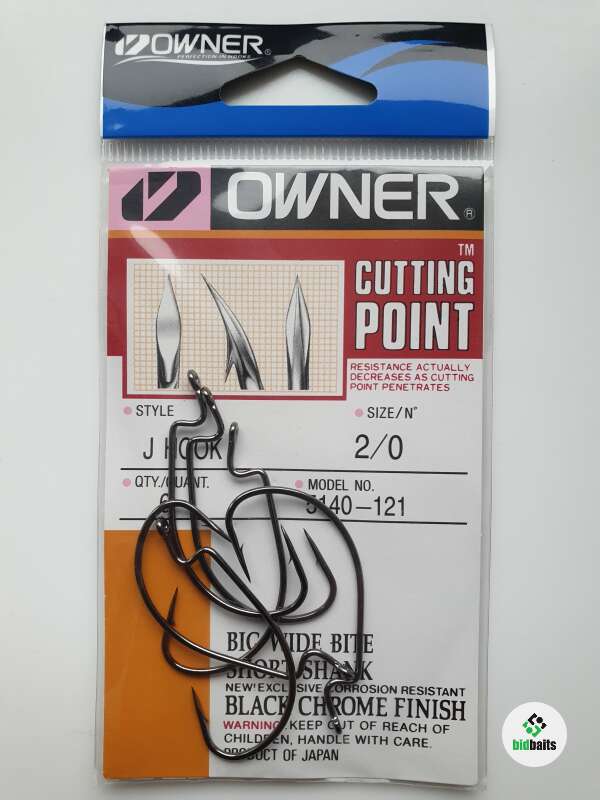 OWNER®
PERFECTION IN HOOKS
OWNER®
CUTTING™
POINT
RESISTANCE ACTUALLY
DECREASES AS CUTTING
POINT PENETRATES
STYLE
J HOOK
SIZE/N°
2/0
QTY./QUANT.
MODEL NO.
5140-121
BIG WIDE BITE
SHORT SHANK
NEW! EXCLUSIVE CORROSION RESISTANT
BLACK CHROME FINISH
WARNING: KEEP OUT OF REACH OF
CHILDREN, HANDLE WITH CARE.
PRODUCT OF JAPAN
bidbaits